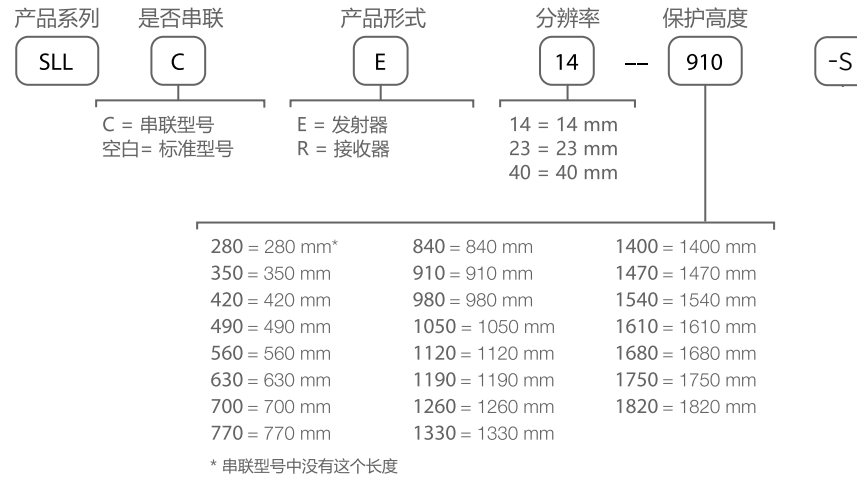 产品系列 是否串联 产品形式 分辨率 保护高度
SLL C E 14 -- 910 -S
C = 串联型号 E = 发射器 14 = 14 mm
空白= 标准型号 R = 接收器 23 = 23 mm
40 = 40 mm
280 = 280 mm* 840 = 840 mm 1400 = 1400 mm
350 = 350 mm 910 = 910 mm 1470 = 1470 mm
420 = 420 mm 980 = 980 mm 1540 = 1540 mm
490 = 490 mm 1050 = 1050 mm 1610 = 1610 mm
560 = 560 mm 1120 = 1120 mm 1680 = 1680 mm
630 = 630 mm 1190 = 1190 mm 1750 = 1750 mm
700 = 700 mm 1260 = 1260 mm 1820 = 1820 mm
770 = 770 mm 1330 = 1330 mm
* 串联型号中没有这个长度